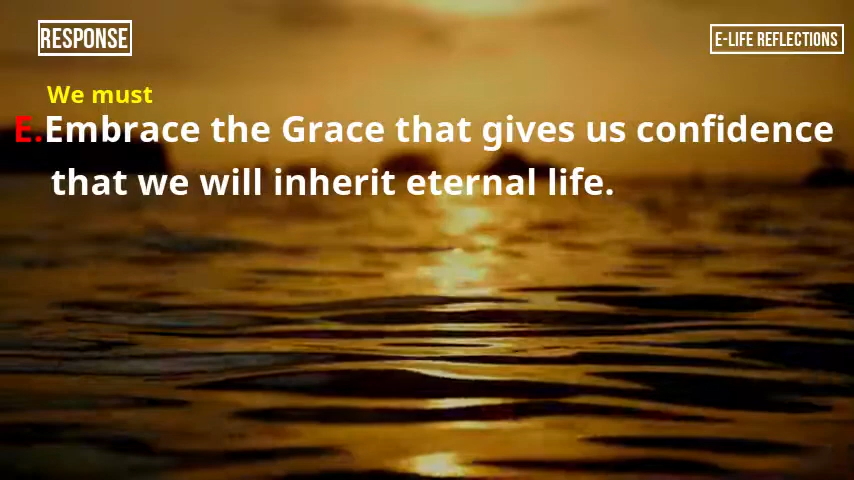 RESPONSE
E-LIFE REFLECTIONS
We must
E.Embrace the Grace that gives us confidence
that we will inherit eternal life.